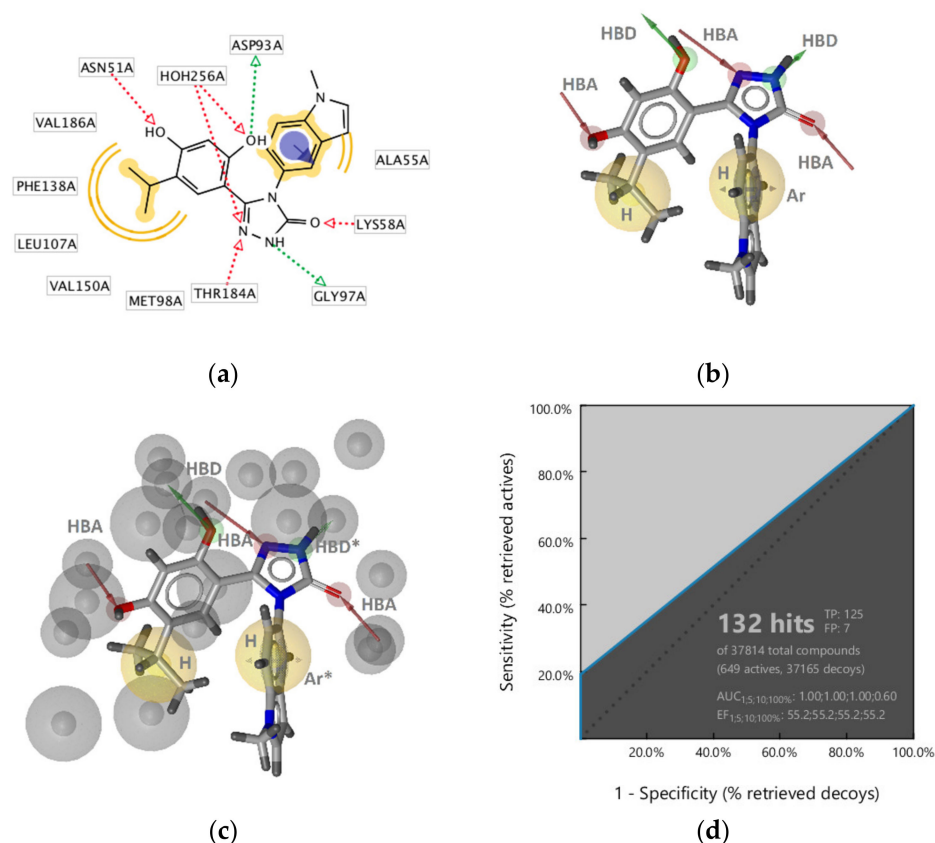 ASP93A
ASN51A
HOH256A
HO
OH
N
VAL186A
ALA55A
PHE138A
N
O
LYS58A
LEU107A
N
NH
VAL150A
MET98A
THR184A
GLY97A
(a)
HBD
HBA
HBD
HBA
HBA
H
H
Ar
(b)
HBD
HBA
HBA
HBD*
HBA
H
H
Ar*
(c)
100.0%
80.0%
60.0%
40.0%
20.0%
Sensitivity (% retrieved actives)
132 hits
TP: 125
FP: 7
of 37814 total compounds
(649 actives, 37165 decoys)
AUC1;5;10;100%: 1.00;1.00;1.00;0.60
EF1;5;10;100%: 55.2;55.2;55.2;55.2
20.0% 40.0% 60.0% 80.0% 100.0%
1 - Specificity (% retrieved decoys)
(d)